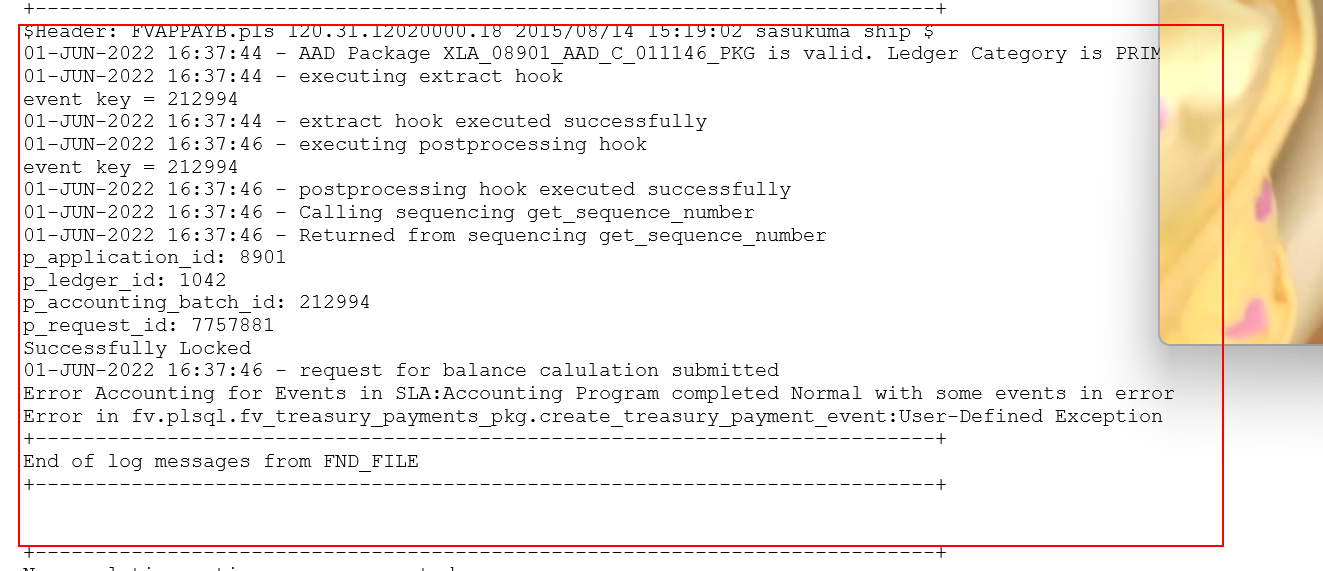 +---------------------------------------------------------------------------+
$Header: FVAPPAYB.pls 120.31.12020000.18 2015/08/14 15:19:02 sasukuma ship $
01-JUN-2022 16:37:44 - AAD Package XLA_08901_AAD_C_011146_PKG is valid. Ledger Category is PRIM
01-JUN-2022 16:37:44 - executing extract hook
event key = 212994
01-JUN-2022 16:37:44 - extract hook executed successfully
01-JUN-2022 16:37:46 - executing postprocessing hook
event key = 212994
01-JUN-2022 16:37:46 - postprocessing hook executed successfully
01-JUN-2022 16:37:46 - Calling sequencing get_sequence_number
01-JUN-2022 16:37:46 - Returned from sequencing get_sequence_number
p_application_id: 8901
p_ledger_id: 1042
p_accounting_batch_id: 212994
p_request_id: 7757881
Successfully Locked
01-JUN-2022 16:37:46 - request for balance calulation submitted
Error Accounting for Events in SLA:Accounting Program completed Normal with some events in error
Error in fv.plsql.fv_treasury_payments_pkg.create_treasury_payment_event:User-Defined Exception
+---------------------------------------------------------------------------+
End of log messages from FND_FILE
+---------------------------------------------------------------------------+
+---------------------------------------------------------------------------+